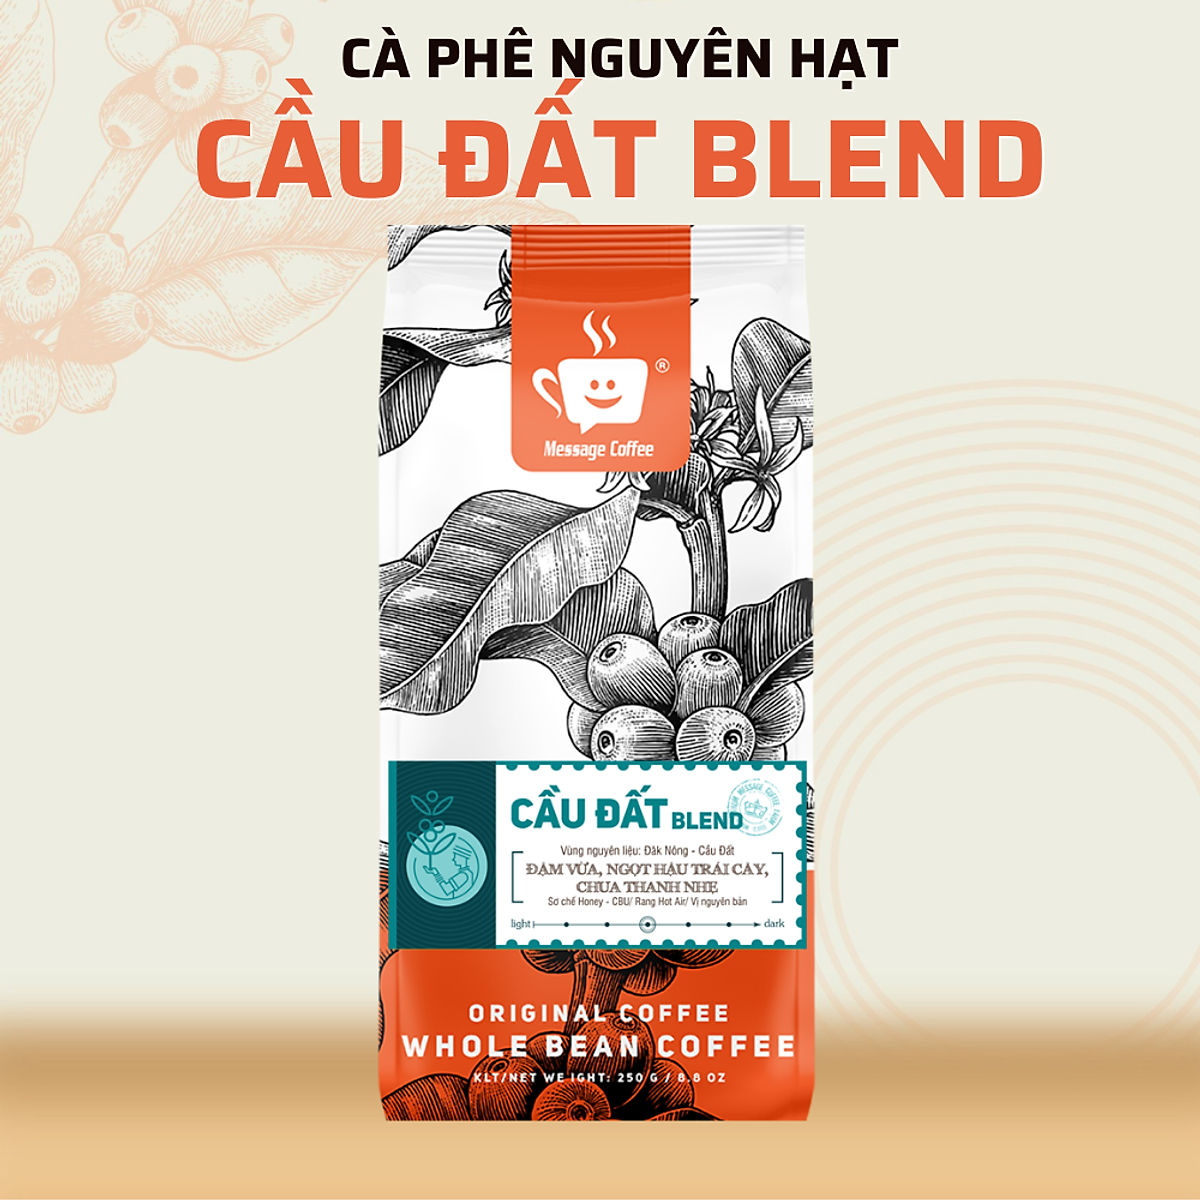 CÀ PHÊ NGUYÊN HẠT
CẦU ĐẤT BLEND
®
Message Coffee
CẦU ĐẤT BLEND
Vùng nguyên liệu: Đăk Nông - Cầu Đất
ĐẬM VỪA, NGỌT HẬU TRÁI CÂY,
CHUA THANH NHẸ
Sơ chế Honey - CBU/ Rang Hot Air/ Vị nguyên bản
light dark
ORIGINAL COFFEE
WHOLE BEAN COFFEE
KLT/NET WE IGHT: 250 G / 8.8 OZ